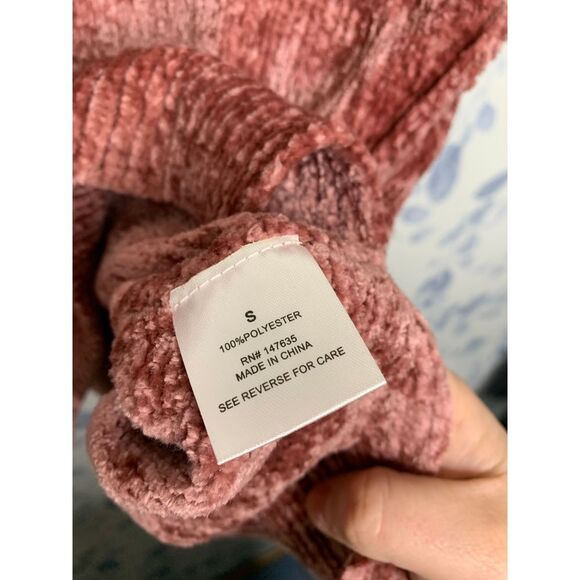 S
100%POLYESTER
RN# 147635
MADE IN CHINA
SEE REVERSE FOR CARE